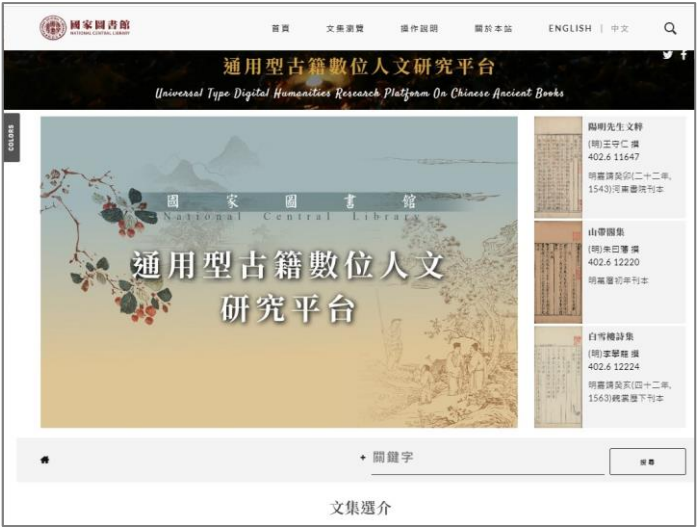 國家圖書館
NATIONAL CENTRAL LIBRARY
首頁
文集瀏覽
操作說明
關於本站
ENGLISH | 中文
通用型古籍數位人文研究平台
Universal Type Digital Humanities Research Platform On Chinese Ancient Books
COLORS
國家圖書館
National Central Library
通用型古籍數位人文
研究平台
陽明先生文粹
(明)王守仁 撰
402.6 11647
明嘉靖癸卯(二十二年,
1543)河東書院刊本
山帶閣集
(明)朱曰藩 撰
402.6 12220
明萬曆初年刊本
白雪樓詩集
(明)李攀龍 撰
402.6 12224
明嘉靖癸亥(四十二年,
1563)魏裳歷下刊本
+ 關鍵字
搜尋
文集選介